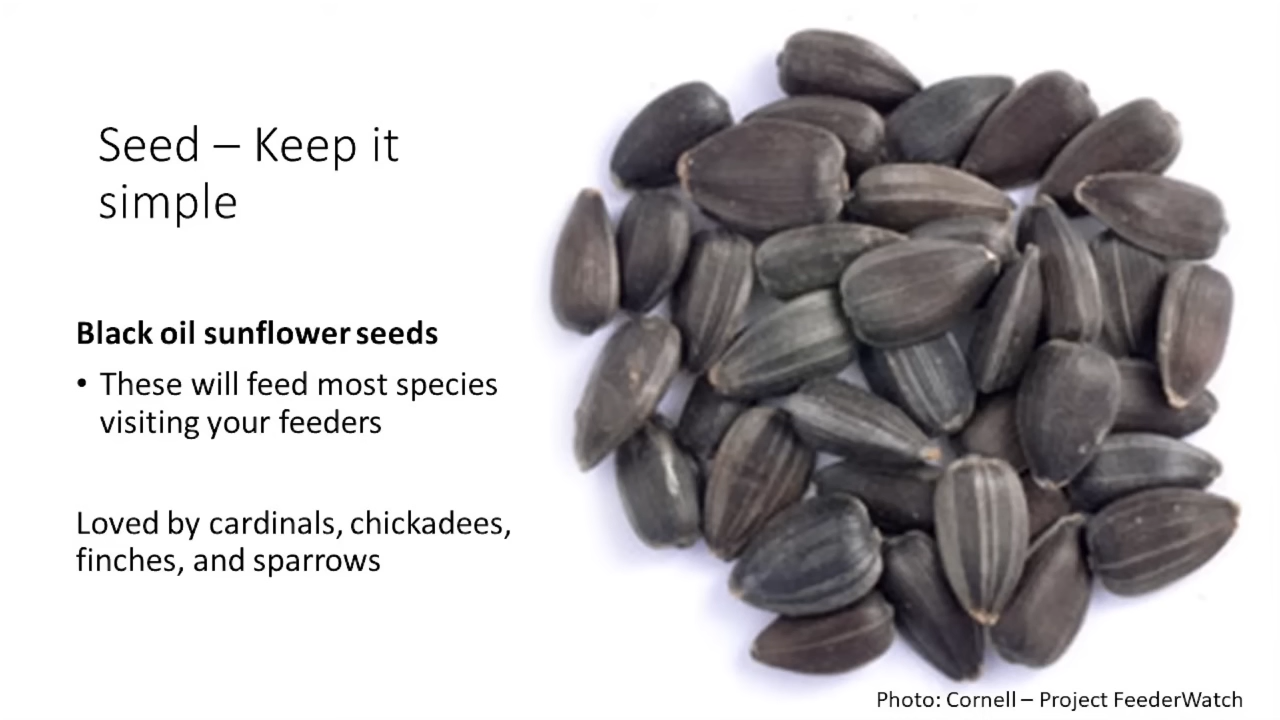 Seed – Keep it
simple
Black oil sunflower seeds
• These will feed most species
visiting your feeders
Loved by cardinals, chickadees,
finches, and sparrows
Photo: Cornell – Project FeederWatch